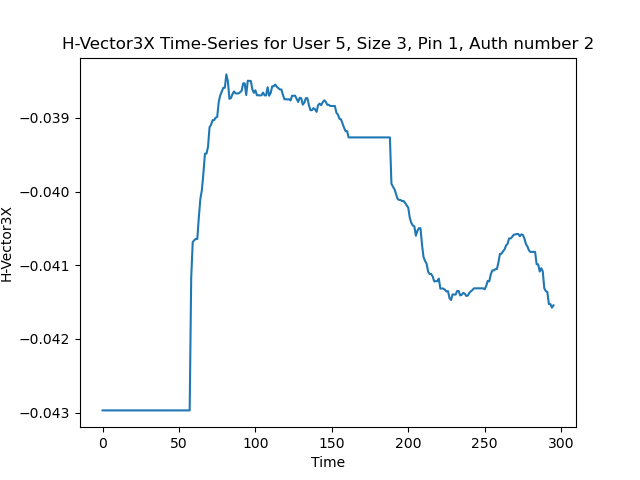 H-Vector3X Time-Series for User 5, Size 3, Pin 1, Auth number 2
−0.039
−0.040
−0.041
−0.042
−0.043
H-Vector3X
0 50 100 150 200 250 300
Time